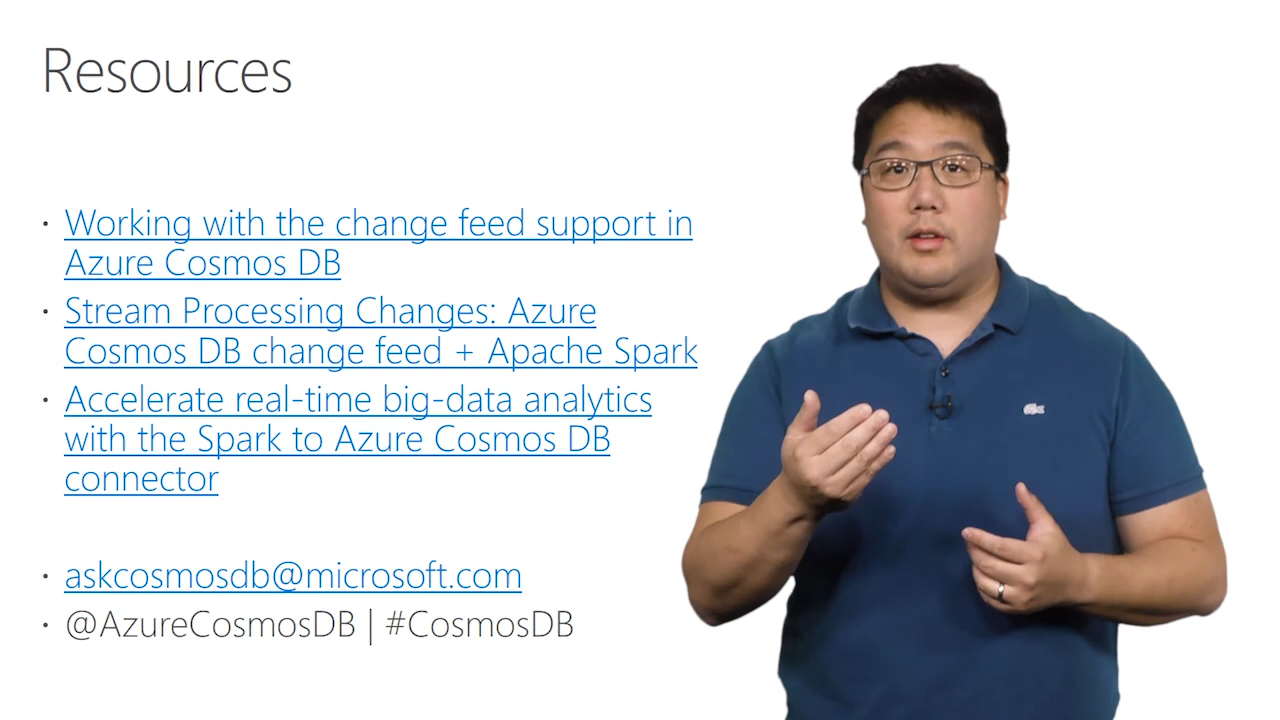 Resources
Working with the change feed support in
Azure Cosmos DB
Stream Processing Changes: Azure
Cosmos DB change feed + Apache Spark
Accelerate real-time big-data analytics
with the Spark to Azure Cosmos DB
connector
askcosmosdb@microsoft.com
@AzureCosmosDB | #CosmosDB